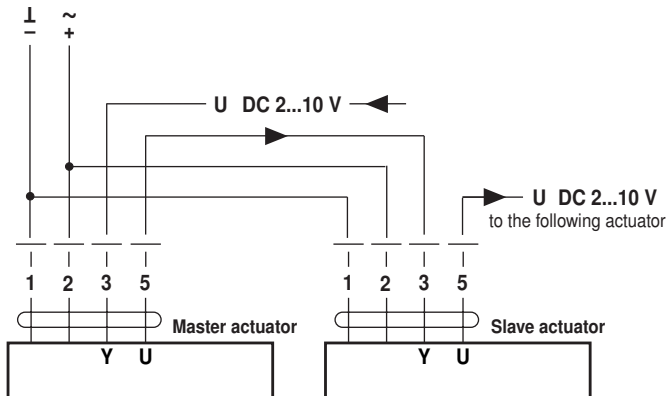 ⊥ ~
– +
U DC 2...10 V
U DC 2...10 V
to the following actuator
1 2 3 5
1 2 3 5
Master actuator
Slave actuator
Y U
Y U